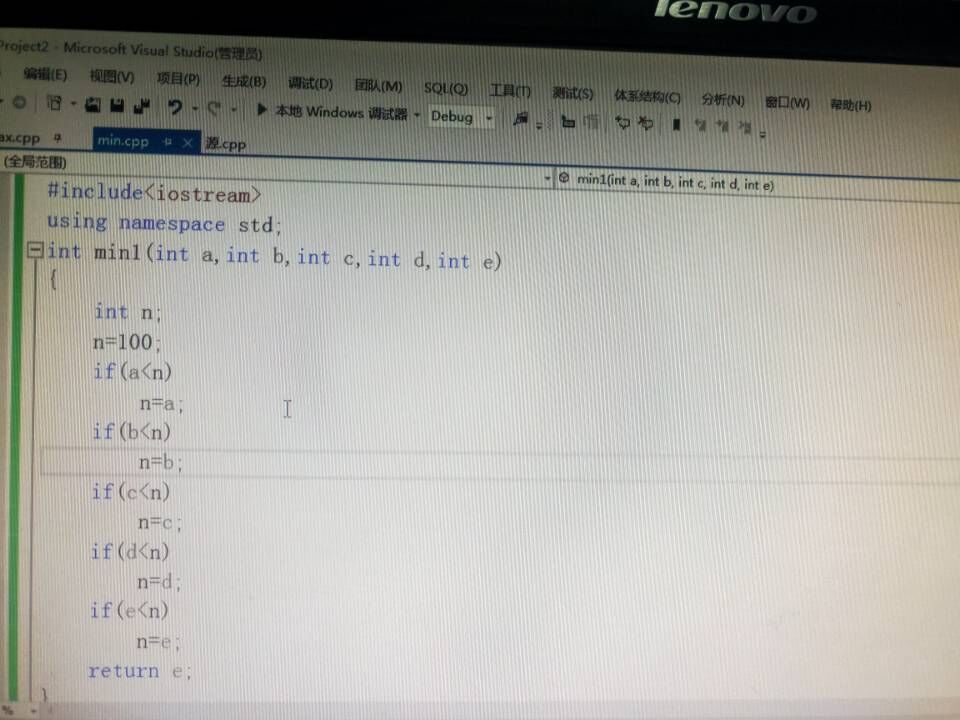 lenovo
Project2 - Microsoft Visual Studio(管理员)
编辑(E) 视图(V) 项目(P) 生成(B) 调试(D) 团队(M) SQL(Q) 工具(T) 测试(S) 体系结构(C) 分析(N) 窗口(W) 帮助(H)
本地 Windows 调试器 Debug
ax.cpp min.cpp 源.cpp
(全局范围) min1(int a, int b, int c, int d, int e)
#include<iostream>
using namespace std;
int min1(int a,int b,int c,int d,int e)
{
int n;
n=100;
if(a<n)
n=a;
if(b<n)
n=b;
if(c<n)
n=c;
if(d<n)
n=d;
if(e<n)
n=e;
return e;
}
%